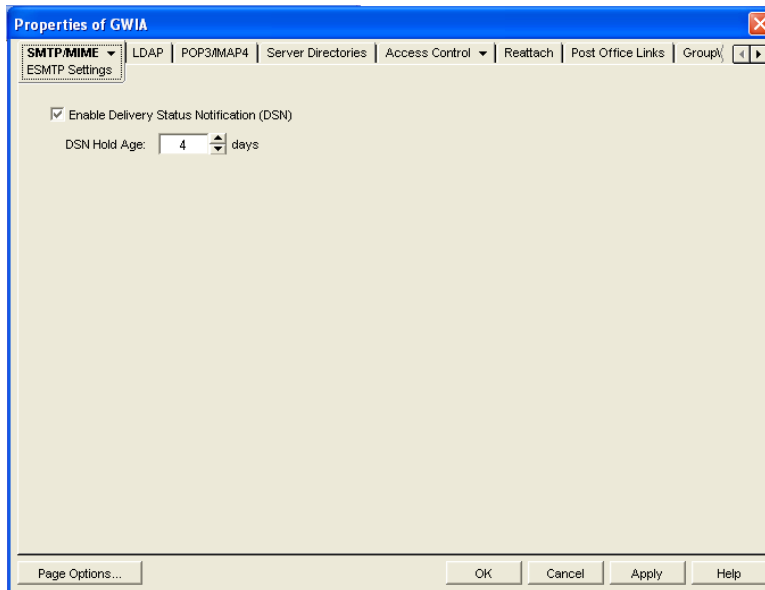 Properties of GWIA
SMTP/MIME LDAP POP3/IMAP4 Server Directories Access Control Reattach Post Office Links GroupW
ESMTP Settings
Enable Delivery Status Notification (DSN)
DSN Hold Age: 4 days
Page Options... OK Cancel Apply Help